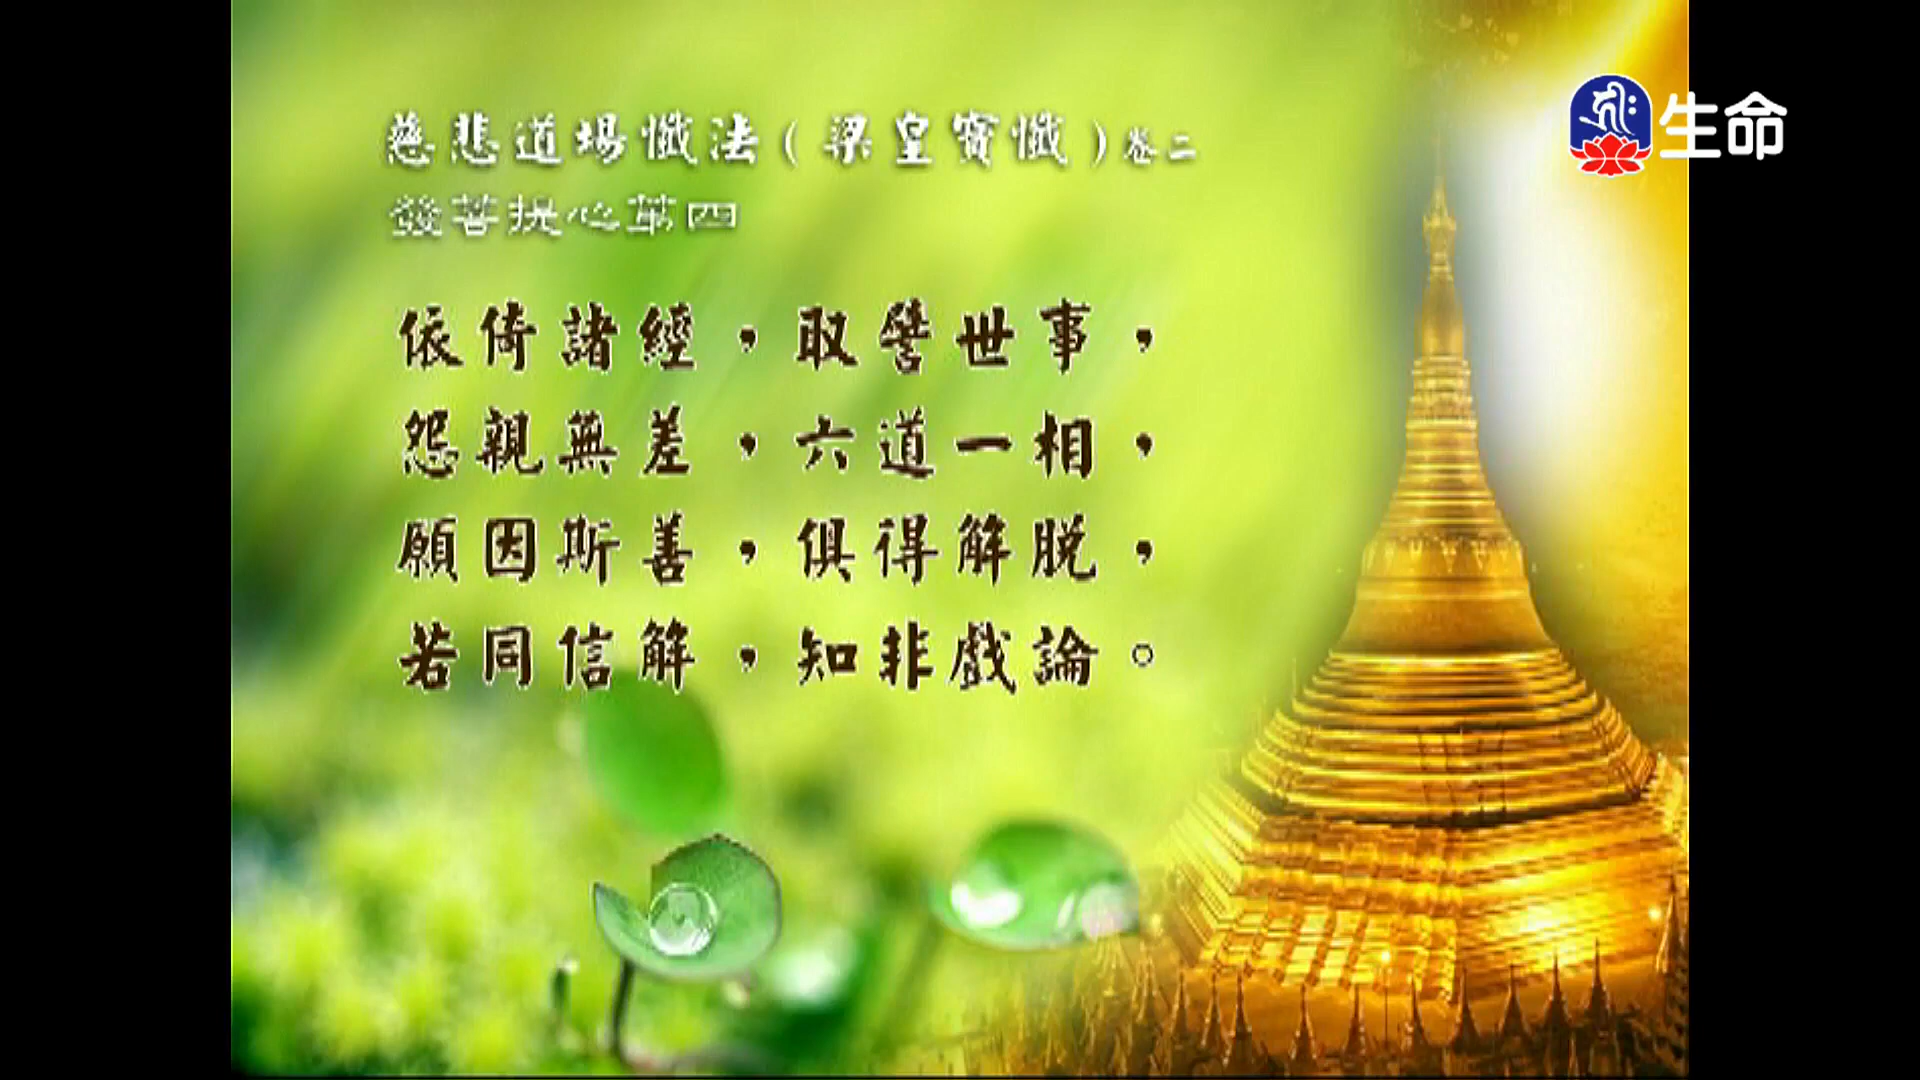 慈悲道場懺法(梁皇寶懺)卷二
發菩提心第四
依倚諸經,取譬世事,
怨親無差,六道一相,
願因斯善,俱得解脱,
若同信解,知非戲論。
生命